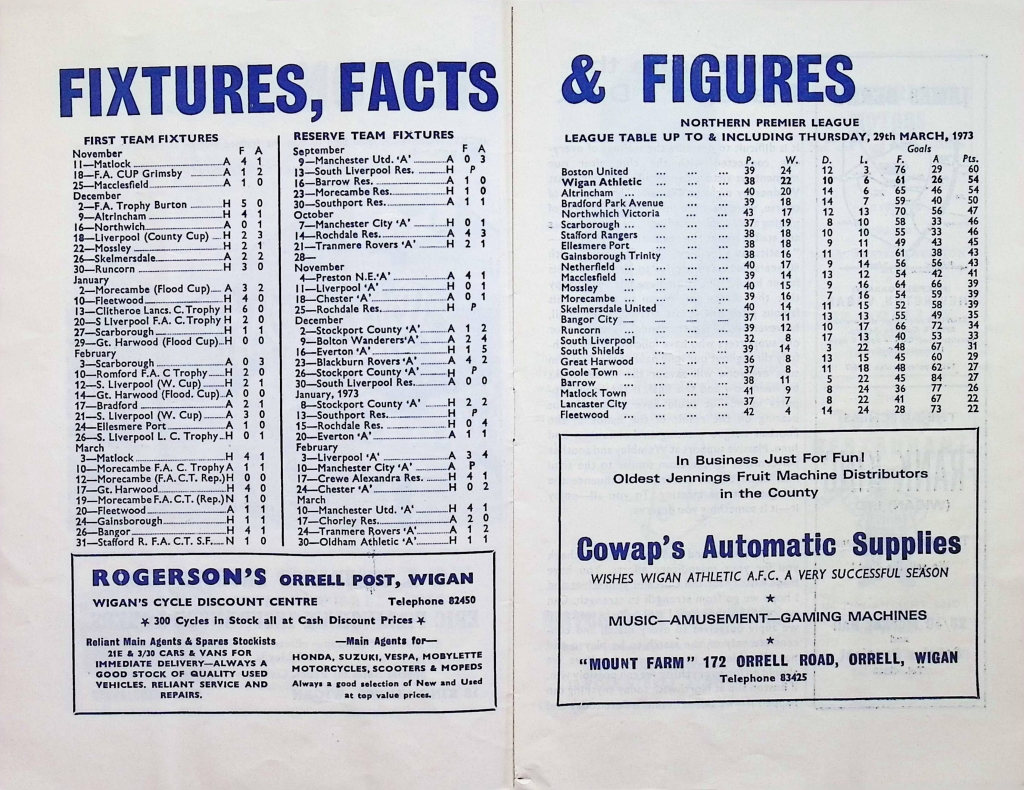 FIXTURES, FACTS
FIRST TEAM FIXTURES
F A
November
11—Matlock A 4 1
18—F.A. CUP Grimsby A 1 2
25—Macclesfield A 1 0
December
2—F.A. Trophy Burton H 5 0
9—Altrincham H 4 1
16—Northwich A 0 1
18—Liverpool (County Cup) H 2 3
22—Mossley H 2 1
26—Skelmersdale A 2 2
30—Runcorn H 3 0
January
2—Morecambe (Flood Cup) A 3 2
10—Fleetwood H 4 0
13—Clitheroe Lancs. C. Trophy H 6 0
20—S Liverpool F.A. C. Trophy H 2 0
27—Scarborough H 1 1
29—Gt. Harwood (Flood Cup) H 0 0
February
3—Scarborough A 0 3
10—Romford F.A. C Trophy H 2 0
12—S. Liverpool (W. Cup) H 2 1
14—Gt. Harwood (Flood. Cup) A 0 0
17—Bradford A 2 1
21—S. Liverpool (W. Cup) A 3 0
24—Ellesmere Port A 1 0
26—S. Liverpool L. C. Trophy H 0 1
March
3—Matlock H 4 1
10—Morecambe F.A. C. Trophy A 1 1
12—Morecambe (F.A.C.T. Rep.) H 0 0
17—Gt. Harwood H 4 0
19—Morecambe F.A.C.T. (Rep.) N 1 0
20—Fleetwood A 1 1
24—Gainsborough H 1 1
26—Bangor H 4 1
31—Stafford R. F.A. C.T. S.F. N 1 0
RESERVE TEAM FIXTURES
F A
September
9—Manchester Utd. 'A' A 0 3
13—South Liverpool Res. H P
16—Barrow Res. A 1 0
23—Morecambe Res. H 1 0
30—Southport Res. A 1 1
October
7—Manchester City 'A' H 0 1
14—Rochdale Res. A 4 3
21—Tranmere Rovers 'A' H 2 1
28—
November
4—Preston N.E. 'A' A 4 1
11—Liverpool 'A' H 0 1
18—Chester 'A' A 0 1
25—Rochdale Res. H P
December
2—Stockport County 'A' A 1 2
9—Bolton Wanderers 'A' A 2 4
16—Everton 'A' H 1 5
23—Blackburn Rovers 'A' A 4 2
26—Stockport County 'A' H P
30—South Liverpool Res. A 0 0
January, 1973
8—Stockport County 'A' H 2 2
13—Southport Res. H P
15—Rochdale Res. H 0 4
20—Everton 'A' A 1 1
February
3—Liverpool 'A' A 3 4
10—Manchester City 'A' A P
17—Crewe Alexandra Res. H 4 1
24—Chester 'A' H 0 2
March
10—Manchester Utd. 'A' H 4 1
17—Chorley Res. A 2 0
24—Tranmere Rovers 'A' A 1 2
30—Oldham Athletic 'A' H 1 1
ROGERSON'S ORRELL POST, WIGAN
WIGAN'S CYCLE DISCOUNT CENTRE Telephone 82450
★ 300 Cycles in Stock all at Cash Discount Prices ★
Reliant Main Agents & Spares Stockists
21E & 3/30 CARS & VANS FOR
IMMEDIATE DELIVERY—ALWAYS A
GOOD STOCK OF QUALITY USED
VEHICLES. RELIANT SERVICE AND
REPAIRS.
—Main Agents for—
HONDA, SUZUKI, VESPA, MOBYLETTE
MOTORCYCLES, SCOOTERS & MOPEDS
Always a good selection of New and Used
at top value prices.
& FIGURES
NORTHERN PREMIER LEAGUE
LEAGUE TABLE UP TO & INCLUDING THURSDAY, 29th MARCH, 1973
Goals
P. W. D. L. F. A Pts.
Boston United ... ... ... 39 24 12 3 76 29 60
Wigan Athletic ... ... ... 38 22 10 6 61 26 54
Altrincham ... ... ... 40 20 14 6 65 46 54
Bradford Park Avenue ... ... 39 18 14 7 59 40 50
Northwhich Victoria ... ... 43 17 12 13 70 56 47
Scarborough ... ... ... 37 19 8 10 58 33 46
Stafford Rangers ... ... ... 38 18 10 10 55 33 46
Ellesmere Port ... ... ... 38 18 9 11 49 43 45
Gainsborough Trinity ... ... 38 16 11 11 61 38 43
Netherfield ... ... ... 40 17 9 14 56 56 43
Macclesfield ... ... ... 39 14 13 12 54 42 41
Mossley ... ... ... 40 15 9 16 64 66 39
Morecambe ... ... ... 39 16 7 16 54 59 39
Skelmersdale United ... ... 40 14 11 15 52 58 39
Bangor City ... ... ... 37 11 13 13 55 49 35
Runcorn ... ... ... 39 12 10 17 66 72 34
South Liverpool ... ... ... 32 8 17 13 40 53 33
South Shields ... ... ... 39 14 3 22 48 67 31
Great Harwood ... ... ... 36 8 13 15 45 60 29
Goole Town ... ... ... 37 8 11 18 48 62 27
Barrow ... ... ... 38 11 5 22 45 84 27
Matlock Town ... ... ... 41 9 8 24 36 77 26
Lancaster City ... ... ... 37 7 8 22 41 67 22
Fleetwood ... ... ... 42 4 14 24 28 73 22
In Business Just For Fun!
Oldest Jennings Fruit Machine Distributors
in the County
Cowap's Automatic Supplies
WISHES WIGAN ATHLETIC A.F.C. A VERY SUCCESSFUL SEASON
★
MUSIC—AMUSEMENT—GAMING MACHINES
★
"MOUNT FARM" 172 ORRELL ROAD, ORRELL, WIGAN
Telephone 83425